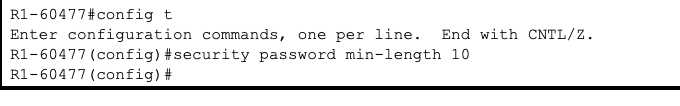 R1-60477#config t
Enter configuration commands, one per line.  End with CNTL/Z.
R1-60477(config)#security password min-length 10
R1-60477(config)#